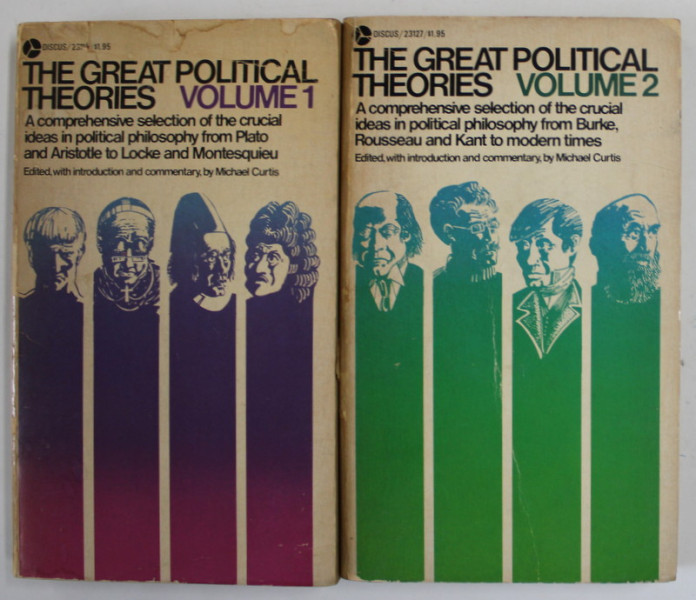 DISCUS/ $1.95
THE GREAT POLITICAL
THEORIES VOLUME 1
A comprehensive selection of the crucial
ideas in political philosophy from Plato
and Aristotle to Locke and Montesquieu
Edited, with introduction and commentary, by Michael Curtis
DISCUS/23127/$1.95
THE GREAT POLITICAL
THEORIES VOLUME 2
A comprehensive selection of the crucial
ideas in political philosophy from Burke,
Rousseau and Kant to modern times
Edited, with introduction and commentary, by Michael Curtis